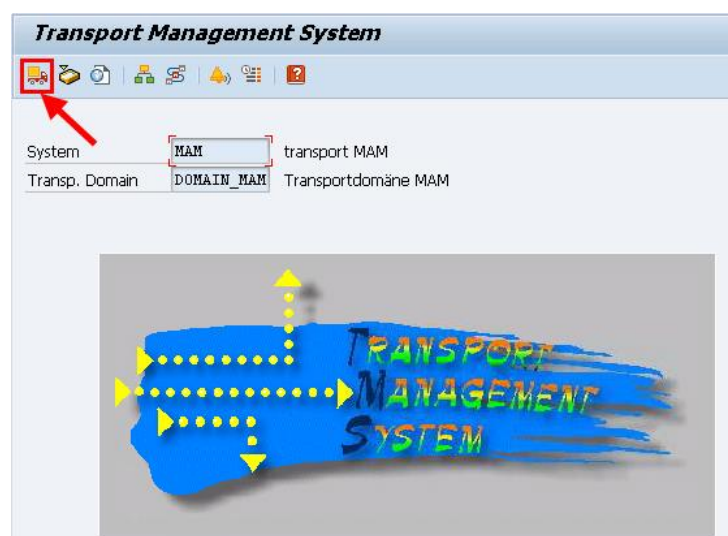 Transport Management System
System MAM transport MAM
Transp. Domain DOMAIN_MAM Transportdomäne MAM
TRANSPORT
MANAGEMENT
SYSTEM